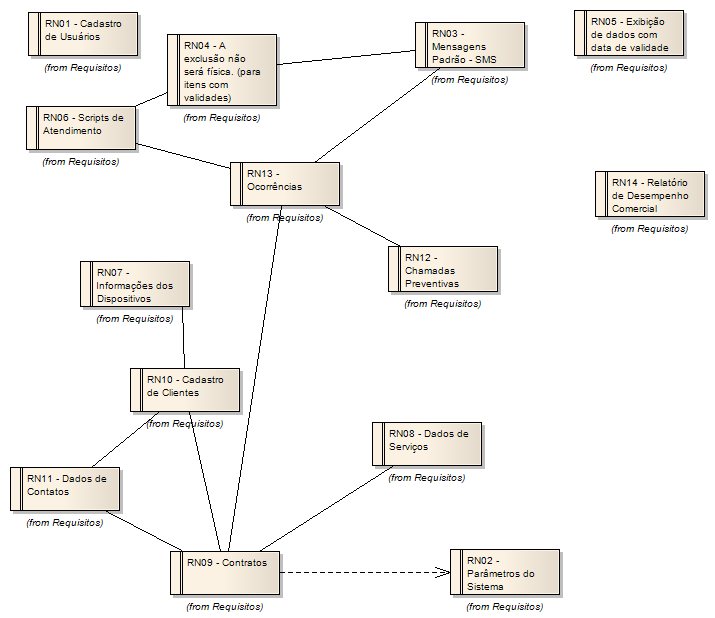 RN01 - Cadastro
de Usuários
(from Requisitos)
RN04 - A
exclusão não
será física. (para
itens com
validades)
(from Requisitos)
RN03 -
Mensagens
Padrão - SMS
(from Requisitos)
RN05 - Exibição
de dados com
data de validade
(from Requisitos)
RN06 - Scripts de
Atendimento
(from Requisitos)
RN13 -
Ocorrências
(from Requisitos)
RN14 - Relatório
de Desempenho
Comercial
(from Requisitos)
RN12 -
Chamadas
Preventivas
(from Requisitos)
RN07 -
Informações dos
Dispositivos
(from Requisitos)
RN10 - Cadastro
de Clientes
(from Requisitos)
RN08 - Dados de
Serviços
(from Requisitos)
RN11 - Dados de
Contatos
(from Requisitos)
RN09 - Contratos
(from Requisitos)
RN02 -
Parâmetros do
Sistema
(from Requisitos)